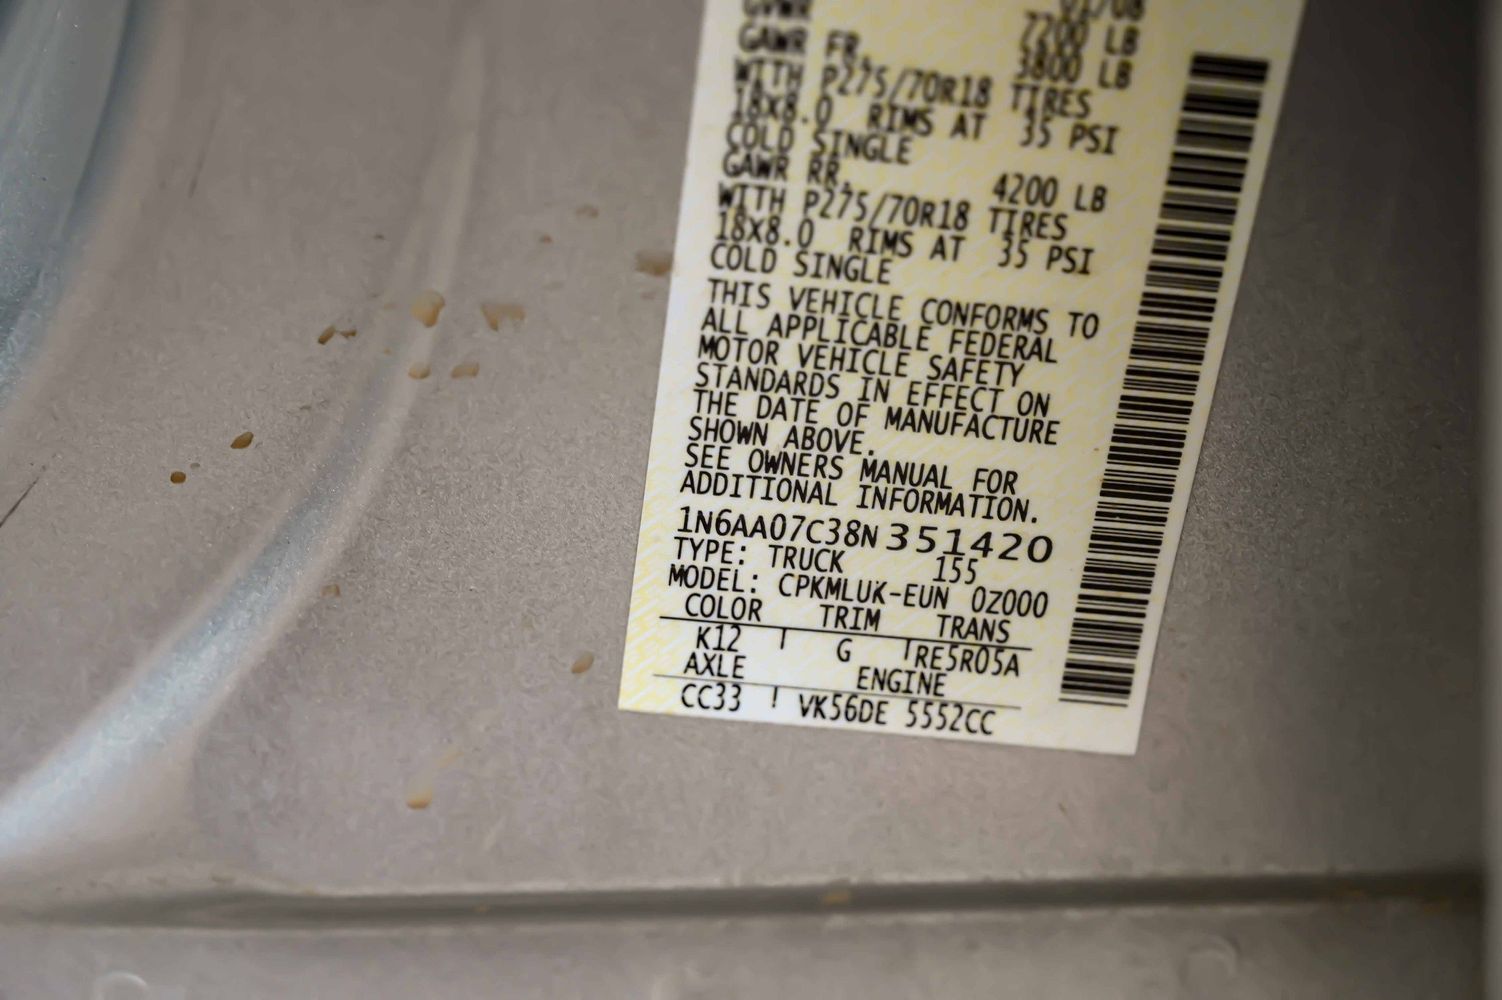 GVWR 01/08
7200 LB
GAWR FR. 3800 LB
WITH P275/70R18 TIRES
18X8.0 RIMS AT 35 PSI
COLD SINGLE
GAWR RR. 4200 LB
WITH P275/70R18 TIRES
18X8.0 RIMS AT 35 PSI
COLD SINGLE
THIS VEHICLE CONFORMS TO
ALL APPLICABLE FEDERAL
MOTOR VEHICLE SAFETY
STANDARDS IN EFFECT ON
THE DATE OF MANUFACTURE
SHOWN ABOVE.
SEE OWNERS MANUAL FOR
ADDITIONAL INFORMATION.
1N6AA07C38N351420
TYPE: TRUCK 155
MODEL: CPKMLUK-EUN 0Z000
COLOR TRIM TRANS
K12 ! G !RE5R05A
AXLE ENGINE
CC33 ! VK56DE 5552CC